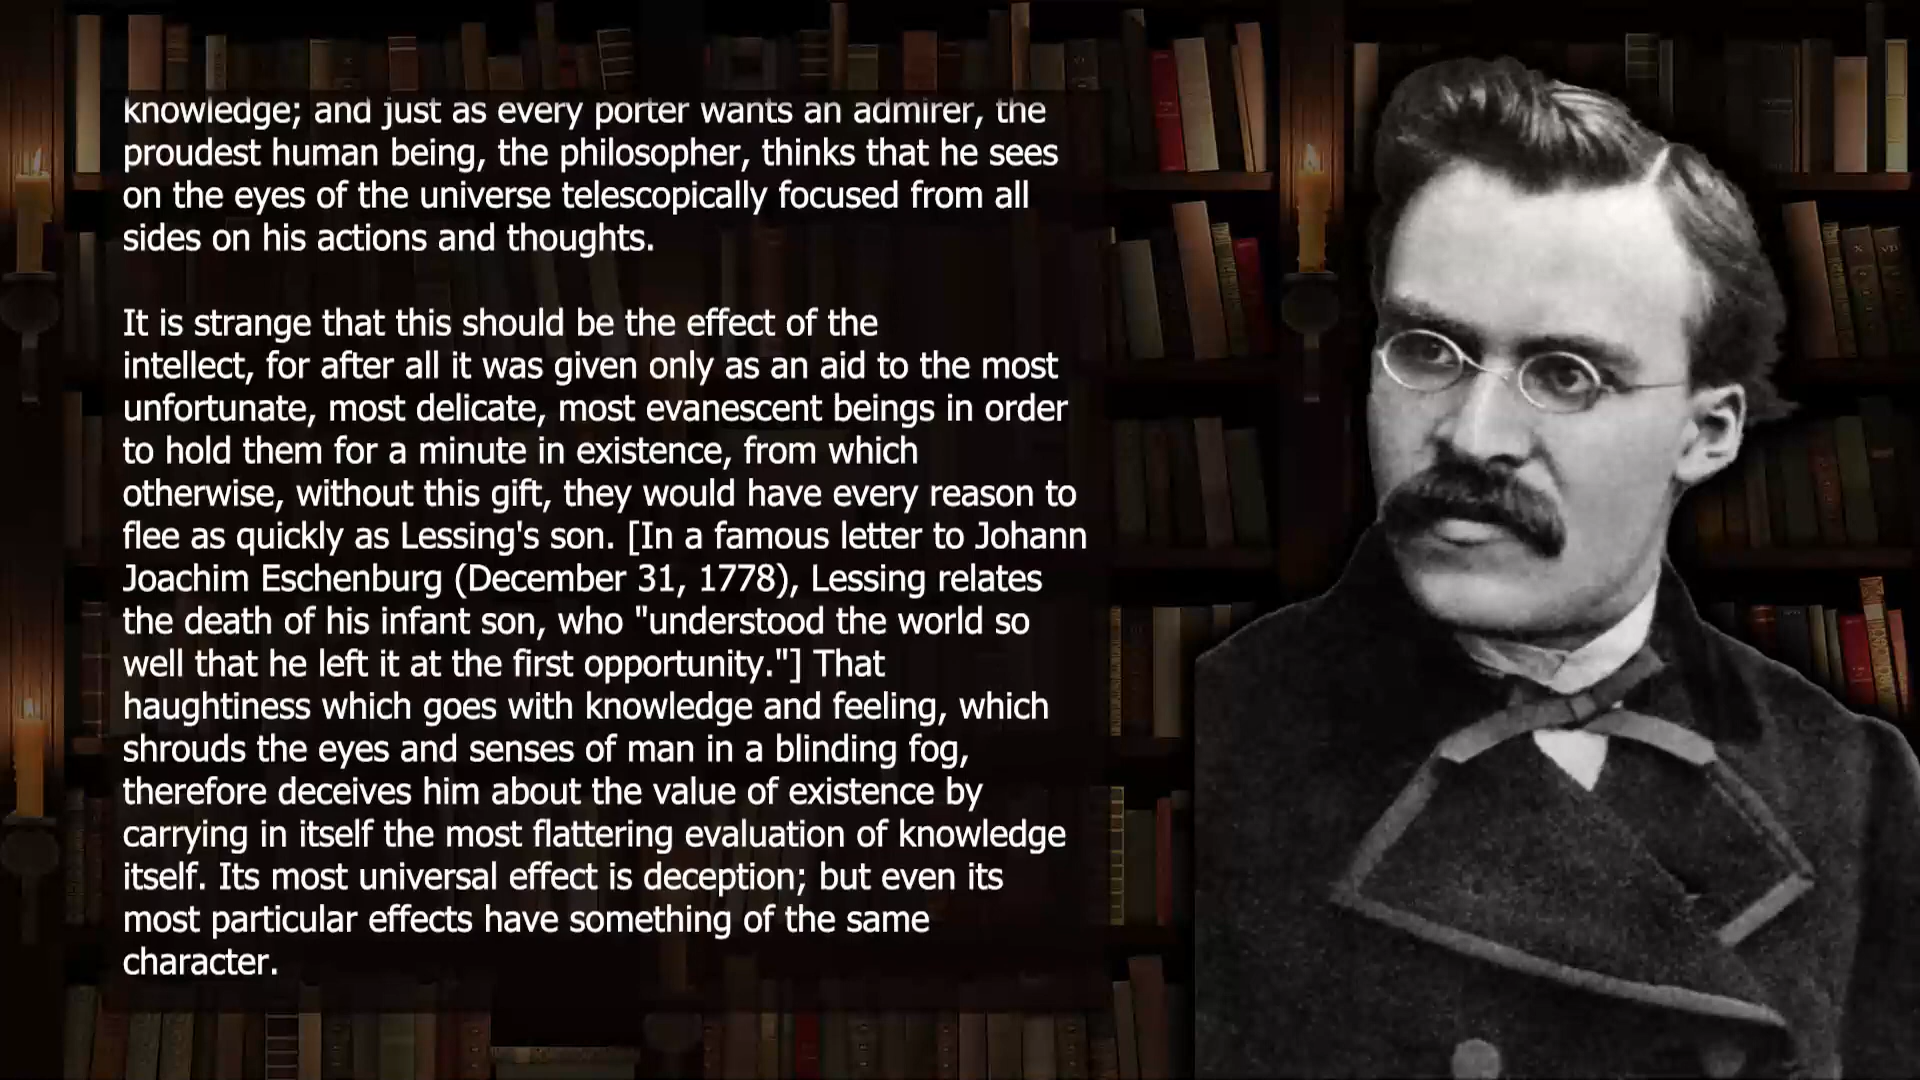 knowledge; and just as every porter wants an admirer, the
proudest human being, the philosopher, thinks that he sees
on the eyes of the universe telescopically focused from all
sides on his actions and thoughts.
It is strange that this should be the effect of the
intellect, for after all it was given only as an aid to the most
unfortunate, most delicate, most evanescent beings in order
to hold them for a minute in existence, from which
otherwise, without this gift, they would have every reason to
flee as quickly as Lessing's son. [In a famous letter to Johann
Joachim Eschenburg (December 31, 1778), Lessing relates
the death of his infant son, who "understood the world so
well that he left it at the first opportunity."] That
haughtiness which goes with knowledge and feeling, which
shrouds the eyes and senses of man in a blinding fog,
therefore deceives him about the value of existence by
carrying in itself the most flattering evaluation of knowledge
itself. Its most universal effect is deception; but even its
most particular effects have something of the same
character.